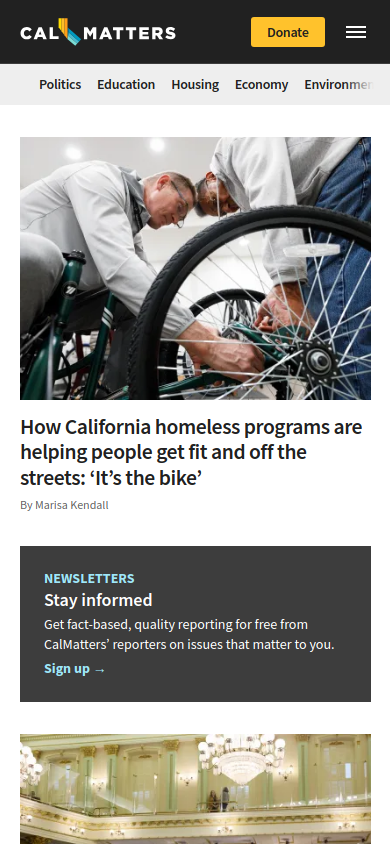 CAL MATTERS
Donate
Politics Education Housing Economy
How California homeless programs are
helping people get fit and off the
streets: ‘It’s the bike’
By Marisa Kendall
NEWSLETTERS
Stay informed
Get fact-based, quality reporting for free from
CalMatters’ reporters on issues that matter to you.
Sign up →